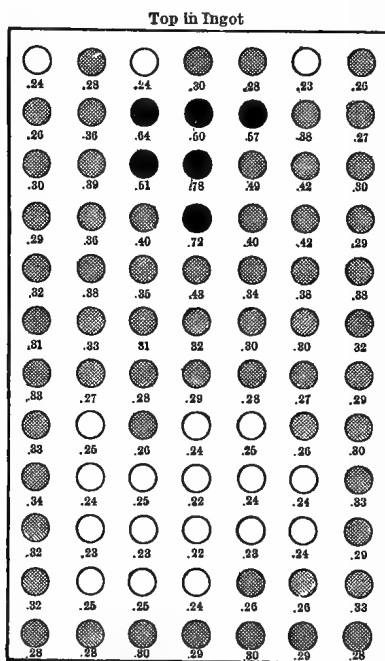 Top in Ingot
.24 .28 .24 .30 .28 .23 .26
.26 .36 .64 .50 .57 .38 .27
.30 .39 .51 .78 .49 .42 .30
.29 .36 .40 .72 .40 .42 .29
.32 .38 .35 .43 .34 .38 .38
.31 .33 .31 .32 .30 .30 .32
.33 .27 .28 .29 .28 .27 .29
.33 .25 .26 .24 .25 .26 .30
.34 .24 .25 .22 .24 .24 .33
.32 .23 .23 .22 .23 .24 .29
.32 .25 .25 .24 .26 .26 .33
.28 .28 .30 .29 .30 .29 .28